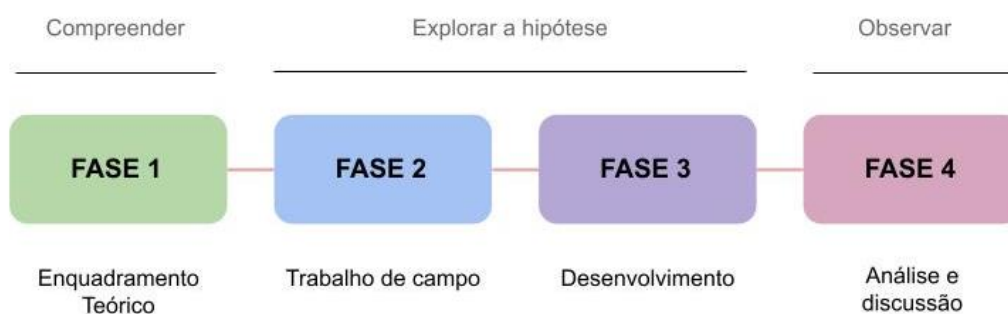 Compreender
Explorar a hipótese
Observar
FASE 1
FASE 2
FASE 3
FASE 4
Enquadramento
Teórico
Trabalho de campo
Desenvolvimento
Análise e
discussão